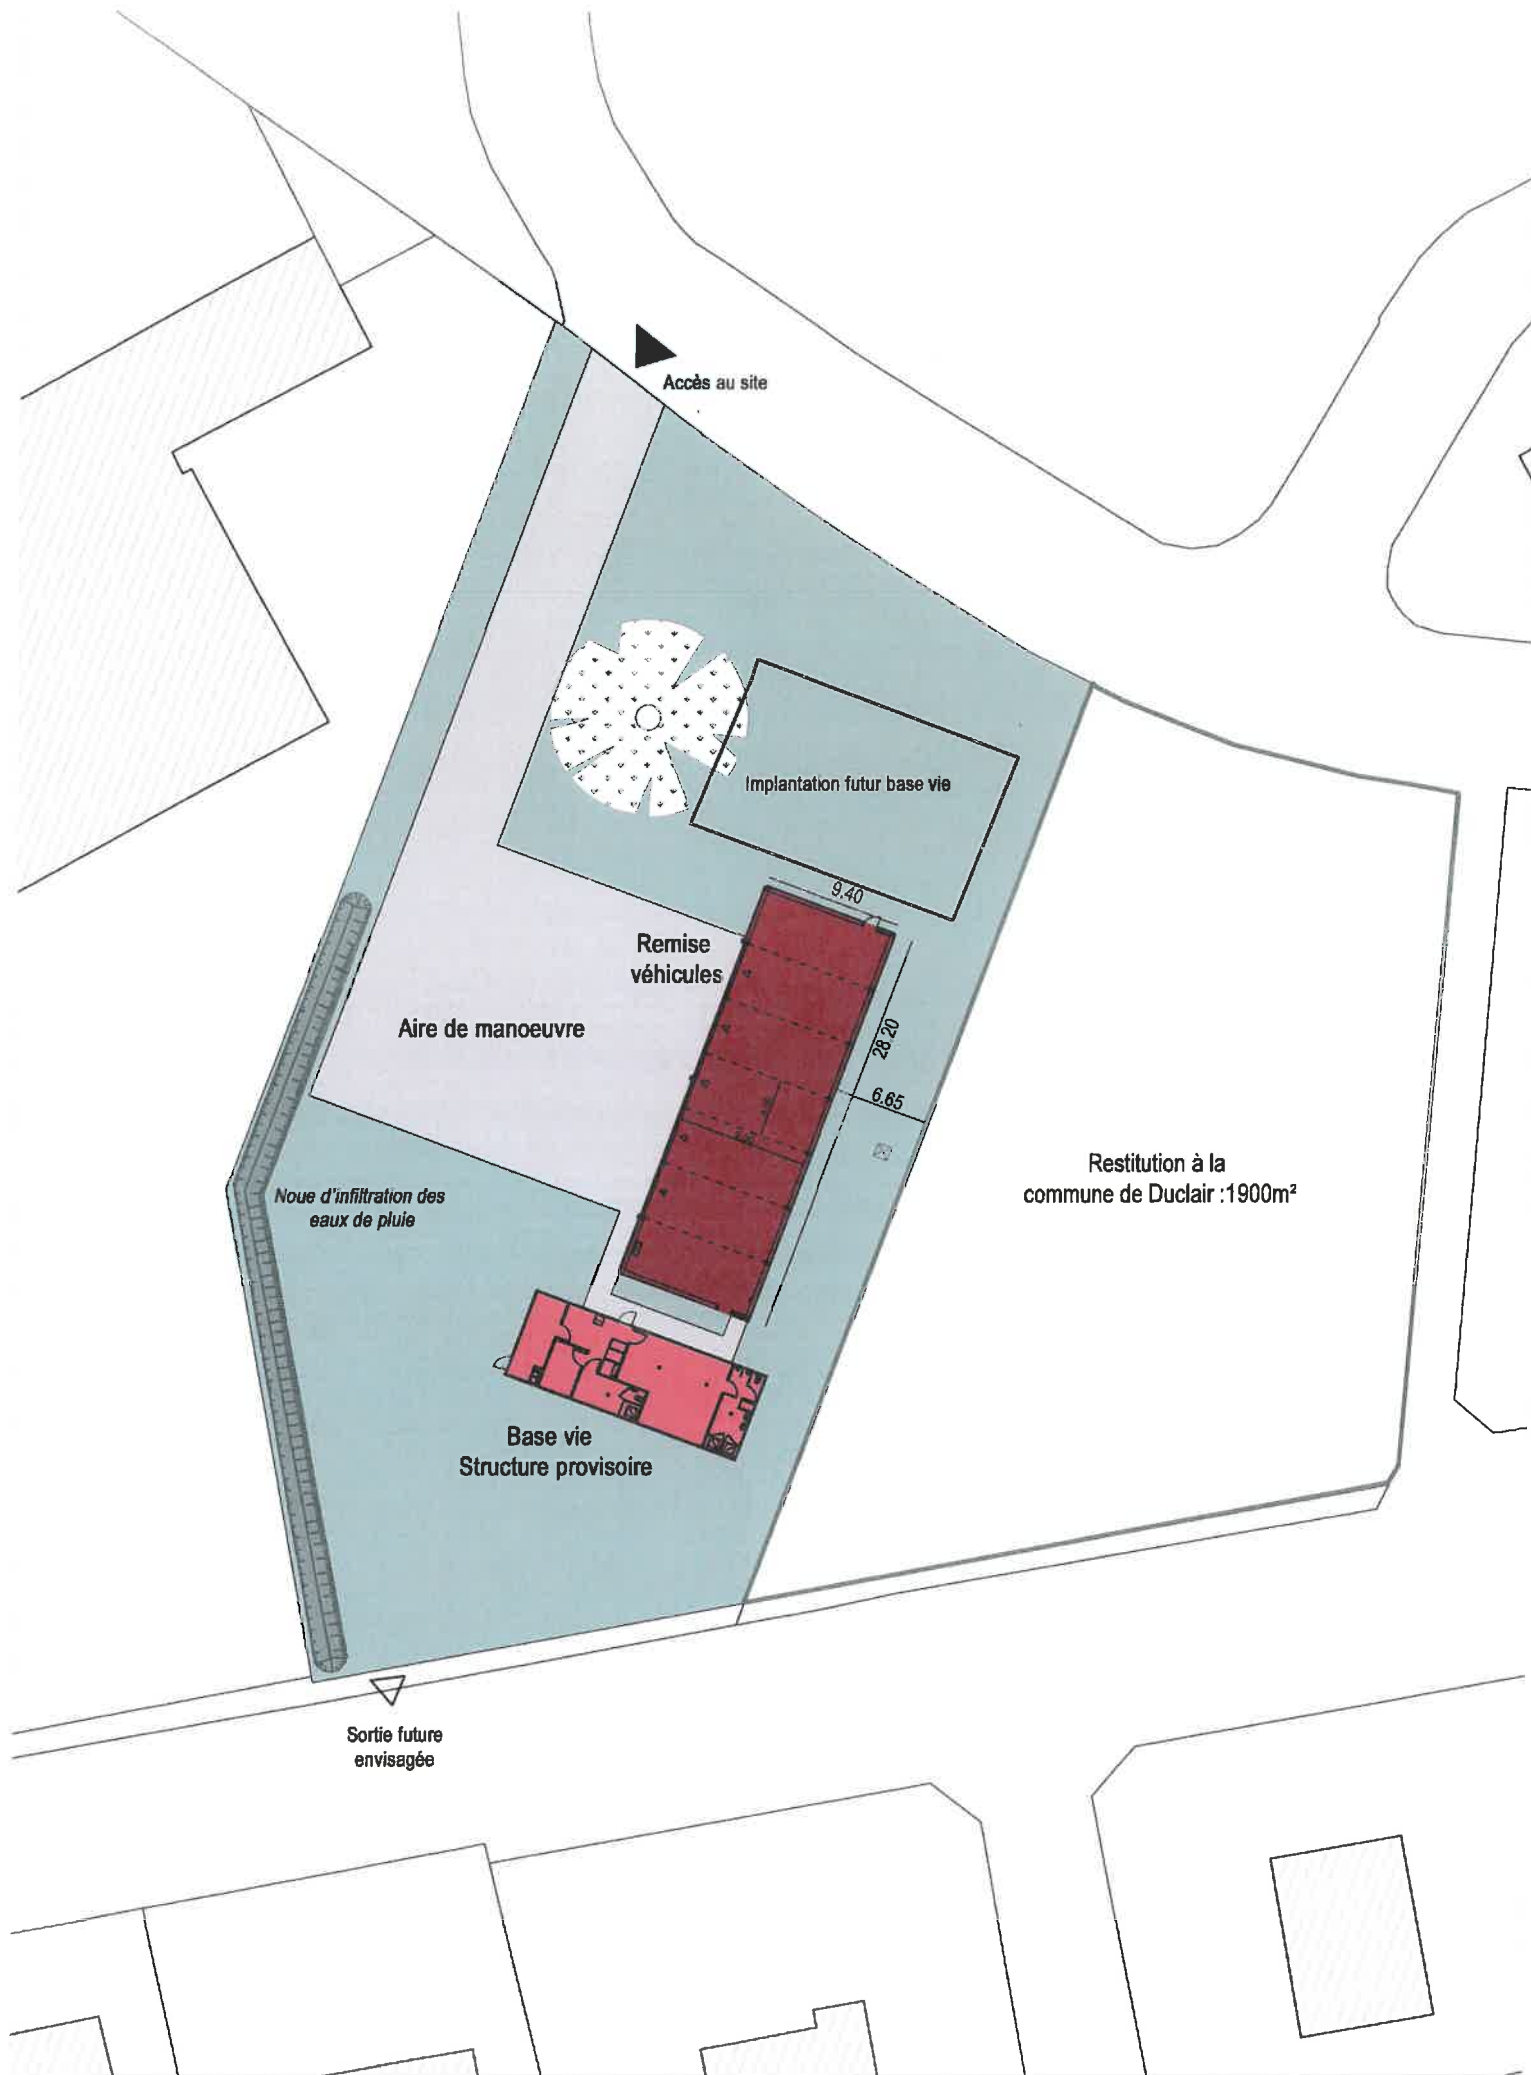 Accès au site
Implantation futur base vie
9.40
Remise
véhicules
Aire de manoeuvre
28.20
6.65
Restitution à la
commune de Duclair :1900m²
Noue d'infiltration des
eaux de pluie
Base vie
Structure provisoire
Sortie future
envisagée